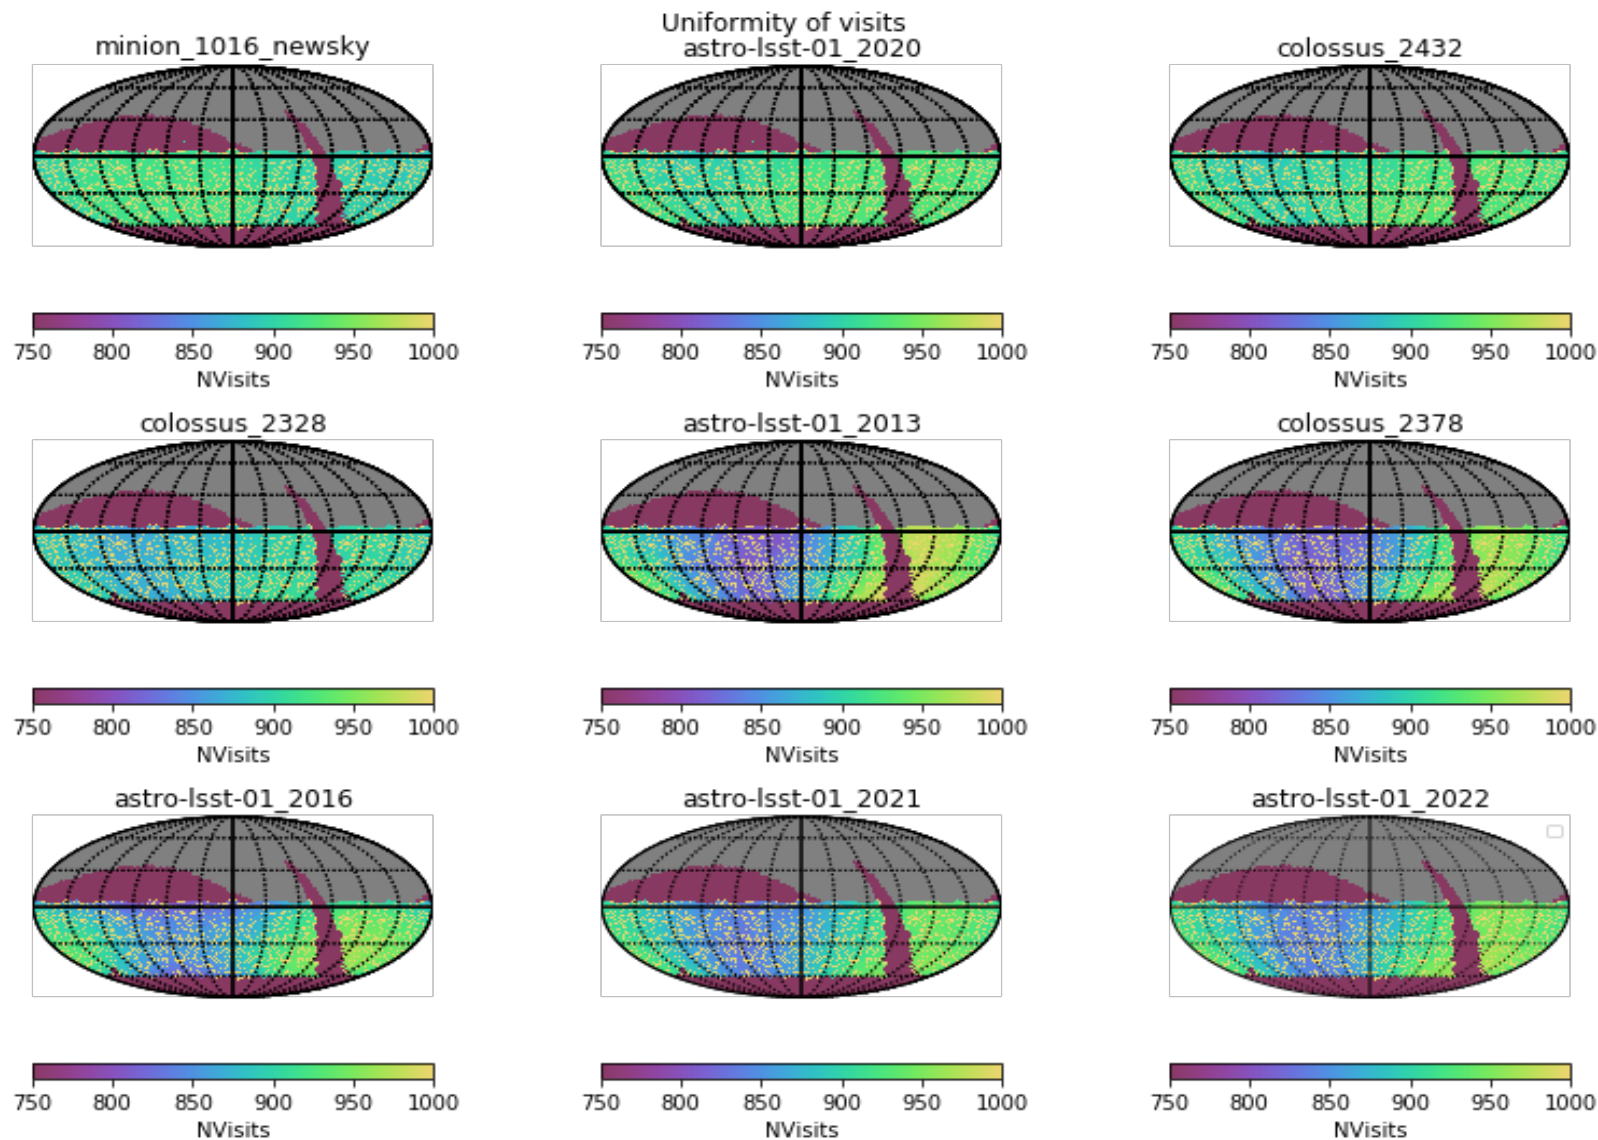 Uniformity of visits
minion_1016_newsky
astro-lsst-01_2020
colossus_2432
750 800 850 900 950 1000
NVisits
750 800 850 900 950 1000
NVisits
750 800 850 900 950 1000
NVisits
colossus_2328
astro-lsst-01_2013
colossus_2378
750 800 850 900 950 1000
NVisits
750 800 850 900 950 1000
NVisits
750 800 850 900 950 1000
NVisits
astro-lsst-01_2016
astro-lsst-01_2021
astro-lsst-01_2022
750 800 850 900 950 1000
NVisits
750 800 850 900 950 1000
NVisits
750 800 850 900 950 1000
NVisits